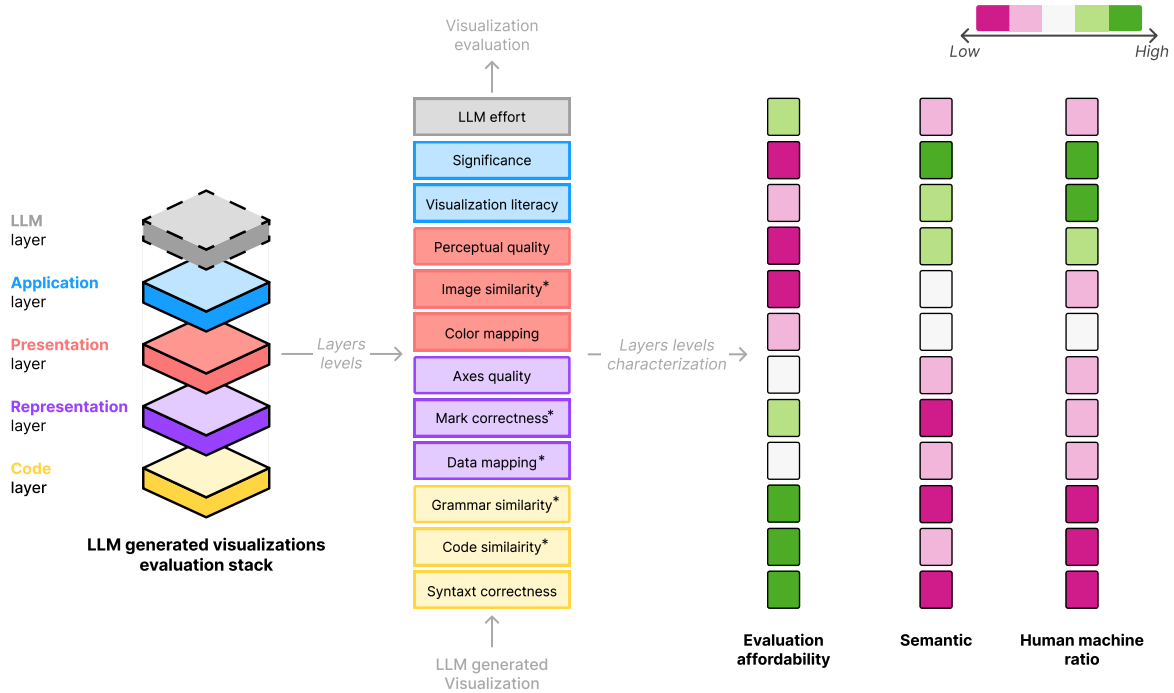 Visualization
evaluation
Low
High
LLM effort
Significance
Visualization literacy
Perceptual quality
Image similarity*
Color mapping
Axes quality
Mark correctness*
Data mapping*
Grammar similarity*
Code similairity*
Syntaxt correctness
LLM
layer
Application
layer
Presentation
layer
Representation
layer
Code
layer
Layers
levels
Layers levels
characterization
LLM generated visualizations
evaluation stack
Evaluation
affordability
Semantic
Human machine
ratio
LLM generated
Visualization